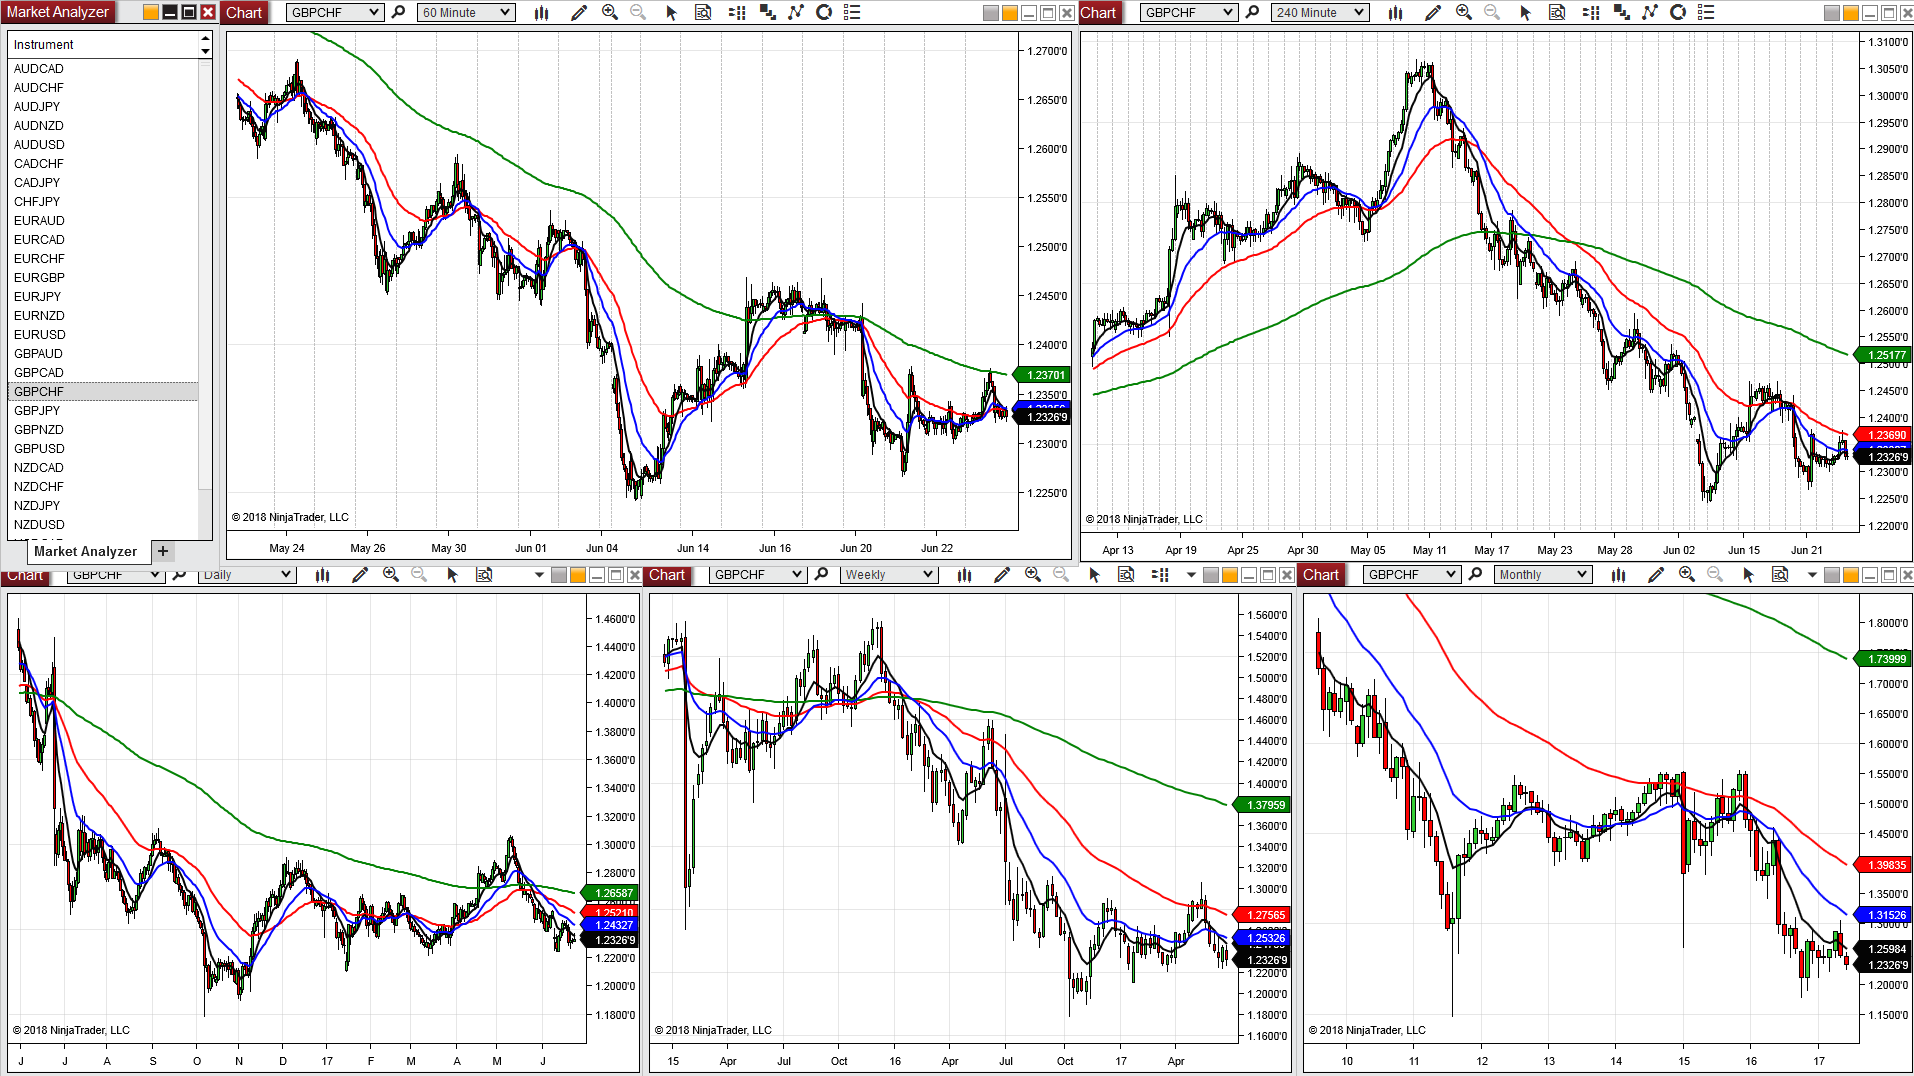 Market Analyzer
Instrument
AUDCAD
AUDCHF
AUDJPY
AUDNZD
AUDUSD
CADCHF
CADJPY
CHFJPY
EURAUD
EURCAD
EURCHF
EURGBP
EURJPY
EURNZD
EURUSD
GBPAUD
GBPCAD
GBPCHF
GBPJPY
GBPNZD
GBPUSD
NZDCAD
NZDCHF
NZDJPY
NZDUSD
Market Analyzer +
Chart GBPCHF 60 Minute
1.2700'0
1.2650'0
1.2600'0
1.2550'0
1.2500'0
1.2450'0
1.2400'0
1.23701
1.2350'0
1.2326'9
1.2300'0
1.2250'0
© 2018 NinjaTrader, LLC
May 24 May 26 May 30 Jun 01 Jun 04 Jun 14 Jun 16 Jun 20 Jun 22
Chart GBPCHF 240 Minute
1.3100'0
1.3050'0
1.3000'0
1.2950'0
1.2900'0
1.2850'0
1.2800'0
1.2750'0
1.2700'0
1.2650'0
1.2600'0
1.2550'0
1.25177
1.2450'0
1.2400'0
1.23690
1.2326'9
1.2300'0
1.2250'0
1.2200'0
© 2018 NinjaTrader, LLC
Apr 13 Apr 19 Apr 25 Apr 30 May 05 May 11 May 17 May 23 May 28 Jun 02 Jun 15 Jun 21
Chart GBPCHF Daily
1.4600'0
1.4400'0
1.4200'0
1.4000'0
1.3800'0
1.3600'0
1.3400'0
1.3200'0
1.3000'0
1.2800'0
1.26587
1.25210
1.24327
1.2326'9
1.2200'0
1.2000'0
1.1800'0
© 2018 NinjaTrader, LLC
J J A S O N D 17 F M A M J
Chart GBPCHF Weekly
1.5600'0
1.5400'0
1.5200'0
1.5000'0
1.4800'0
1.4600'0
1.4400'0
1.4200'0
1.4000'0
1.37959
1.3600'0
1.3400'0
1.3200'0
1.3000'0
1.27565
1.25326
1.2326'9
1.2200'0
1.2000'0
1.1800'0
1.1600'0
© 2018 NinjaTrader, LLC
15 Apr Jul Oct 16 Apr Jul Oct 17 Apr
Chart GBPCHF Monthly
1.8000'0
1.73999
1.7000'0
1.6500'0
1.6000'0
1.5500'0
1.5000'0
1.4500'0
1.39835
1.3500'0
1.31526
1.3000'0
1.25984
1.2326'9
1.2000'0
1.1500'0
© 2018 NinjaTrader, LLC
10 11 12 13 14 15 16 17